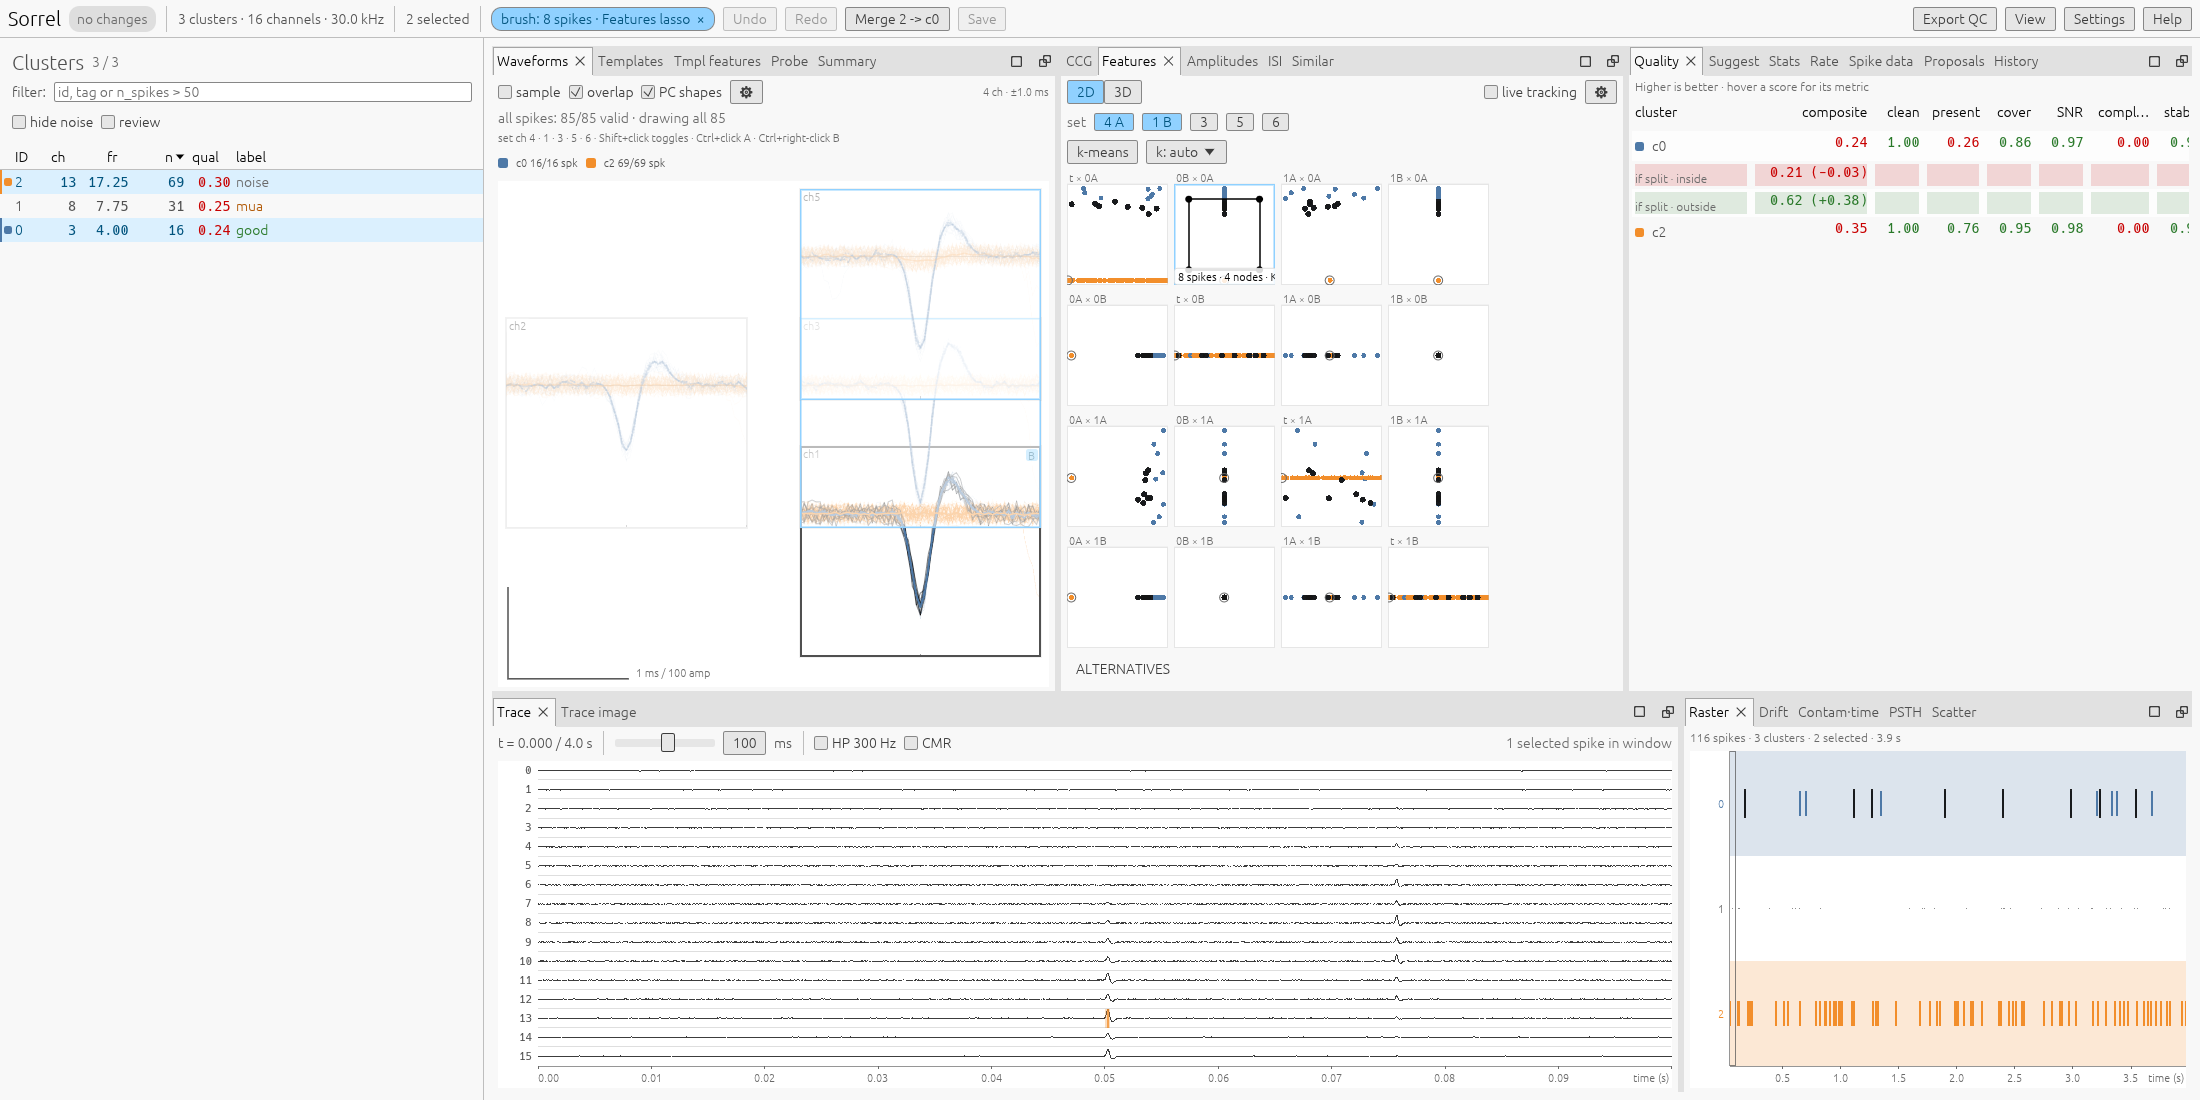 Sorrel no changes 3 clusters · 16 channels · 30.0 kHz 2 selected brush: 8 spikes · Features lasso × Undo Redo Merge 2 -> c0 Save Export QC View Settings Help
Clusters 3 / 3
filter: id, tag or n_spikes > 50
hide noise review
ID ch fr n qual label
2 13 17.25 69 0.30 noise
1 8 7.75 31 0.25 mua
0 3 4.00 16 0.24 good
Waveforms Templates Tmpl features Probe Summary
sample overlap PC shapes 4 ch · ±1.0 ms
all spikes: 85/85 valid · drawing all 85
set ch 4 · 1 · 3 · 5 · 6 · Shift+click toggles · Ctrl+click A · Ctrl+right-click B
c0 16/16 spk c2 69/69 spk
ch5
ch2
ch3
ch1 B
1 ms / 100 amp
CCG Features Amplitudes ISI Similar
2D 3D live tracking
set 4 A 1 B 3 5 6
k-means k: auto
t × 0A 0B × 0A 1A × 0A 1B × 0A
8 spikes · 4 nodes ·
0A × 0B t × 0B 1A × 0B 1B × 0B
0A × 1A 0B × 1A t × 1A 1B × 1A
0A × 1B 0B × 1B 1A × 1B t × 1B
ALTERNATIVES
Quality Suggest Stats Rate Spike data Proposals History
Higher is better · hover a score for its metric
cluster composite clean present cover SNR compl... stab
c0 0.24 1.00 0.26 0.86 0.97 0.00 0.9
if split · inside 0.21 (-0.03)
if split · outside 0.62 (+0.38)
c2 0.35 1.00 0.76 0.95 0.98 0.00 0.9
Trace Trace image
t = 0.000 / 4.0 s 100 ms HP 300 Hz CMR 1 selected spike in window
0
1
2
3
4
5
6
7
8
9
10
11
12
13
14
15
0.00 0.01 0.02 0.03 0.04 0.05 0.06 0.07 0.08 0.09 time (s)
Raster Drift Contam·time PSTH Scatter
116 spikes · 3 clusters · 2 selected · 3.9 s
0
1
2
0.5 1.0 1.5 2.0 2.5 3.0 3.5 time (s)